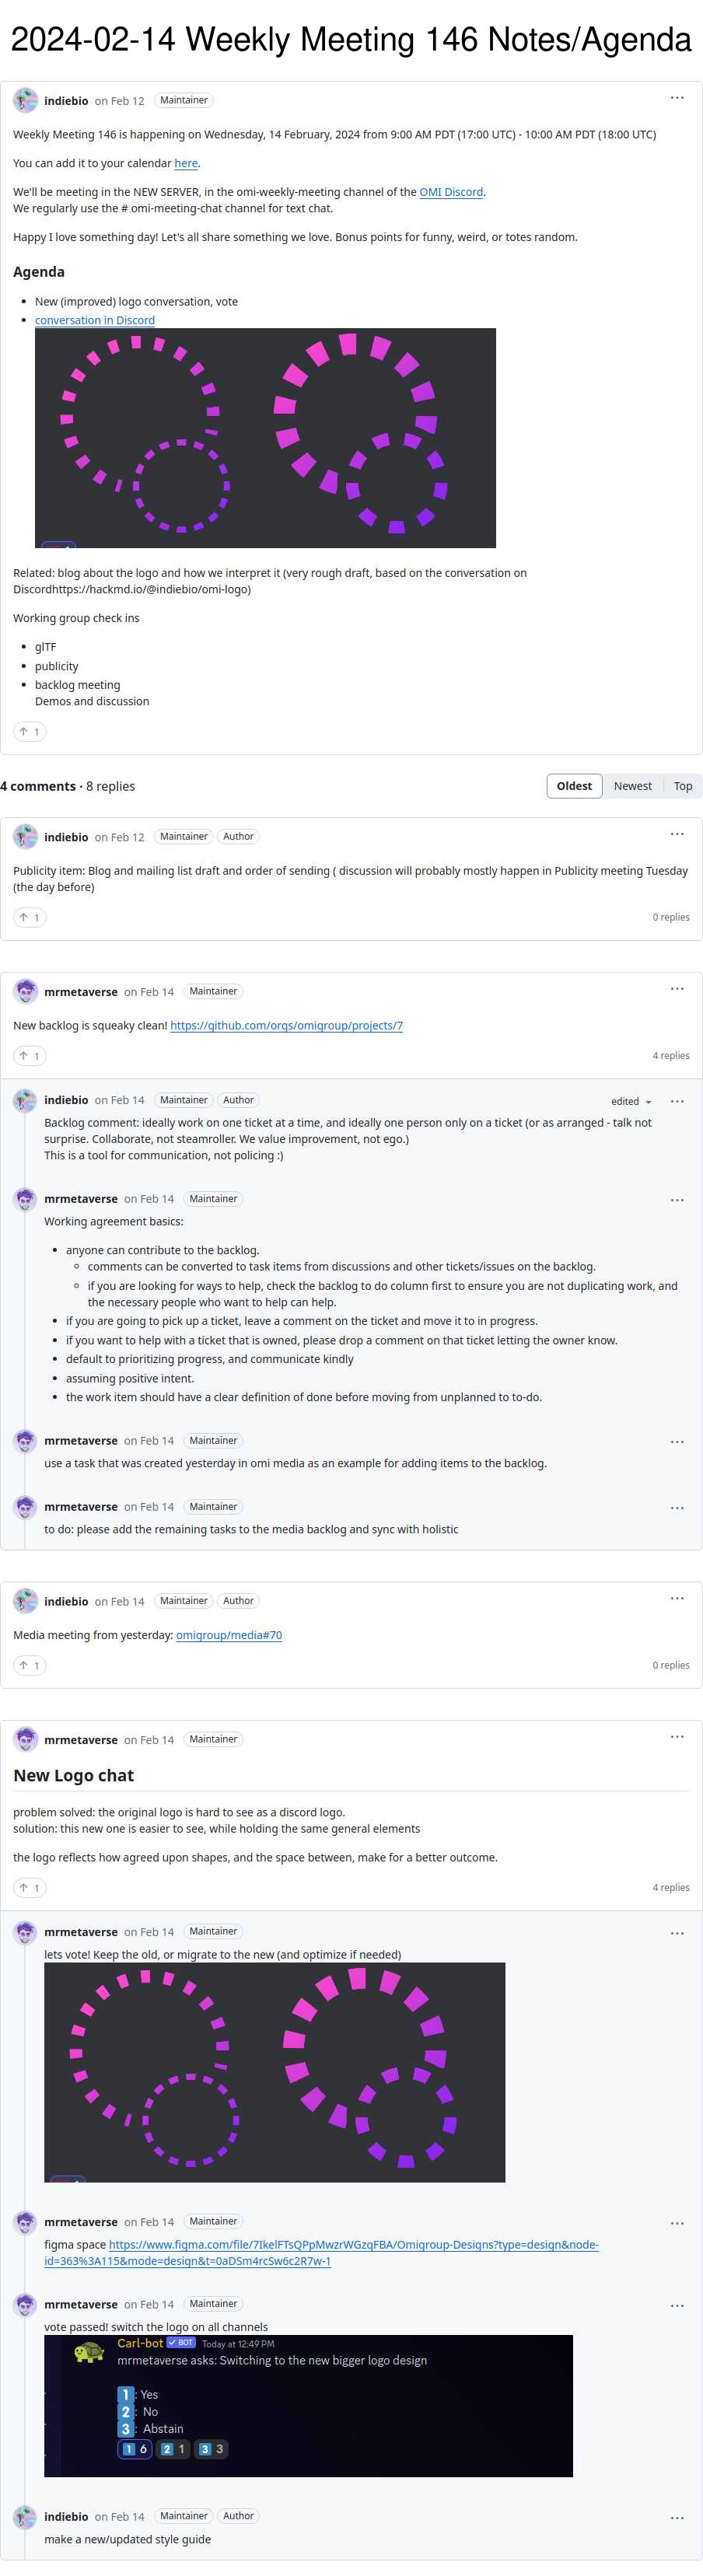 2024-02-14 Weekly Meeting 146 Notes/Agenda
indiebio on Feb 12 Maintainer
Weekly Meeting 146 is happening on Wednesday, 14 February, 2024 from 9:00 AM PDT (17:00 UTC) - 10:00 AM PDT (18:00 UTC)
You can add it to your calendar here.
We'll be meeting in the NEW SERVER, in the omi-weekly-meeting channel of the OMI Discord.
We regularly use the # omi-meeting-chat channel for text chat.
Happy I love something day! Let's all share something we love. Bonus points for funny, weird, or totes random.
Agenda
New (improved) logo conversation, vote
conversation in Discord
Related: blog about the logo and how we interpret it (very rough draft, based on the conversation on
Discordhttps://hackmd.io/@indiebio/omi-logo)
Working group check ins
glTF
publicity
backlog meeting
Demos and discussion
1
4 comments · 8 replies
Oldest Newest Top
indiebio on Feb 12 Maintainer Author
Publicity item: Blog and mailing list draft and order of sending ( discussion will probably mostly happen in Publicity meeting Tuesday
(the day before)
1 0 replies
mrmetaverse on Feb 14 Maintainer
New backlog is squeaky clean! https://github.com/orgs/omigroup/projects/7
1 4 replies
indiebio on Feb 14 Maintainer Author edited
Backlog comment: ideally work on one ticket at a time, and ideally one person only on a ticket (or as arranged - talk not
surprise. Collaborate, not steamroller. We value improvement, not ego.)
This is a tool for communication, not policing :)
mrmetaverse on Feb 14 Maintainer
Working agreement basics:
anyone can contribute to the backlog.
comments can be converted to task items from discussions and other tickets/issues on the backlog.
if you are looking for ways to help, check the backlog to do column first to ensure you are not duplicating work, and
the necessary people who want to help can help.
if you are going to pick up a ticket, leave a comment on the ticket and move it to in progress.
if you want to help with a ticket that is owned, please drop a comment on that ticket letting the owner know.
default to prioritizing progress, and communicate kindly
assuming positive intent.
the work item should have a clear definition of done before moving from unplanned to to-do.
mrmetaverse on Feb 14 Maintainer
use a task that was created yesterday in omi media as an example for adding items to the backlog.
mrmetaverse on Feb 14 Maintainer
to do: please add the remaining tasks to the media backlog and sync with holistic
indiebio on Feb 14 Maintainer Author
Media meeting from yesterday: omigroup/media#70
1 0 replies
mrmetaverse on Feb 14 Maintainer
New Logo chat
problem solved: the original logo is hard to see as a discord logo.
solution: this new one is easier to see, while holding the same general elements
the logo reflects how agreed upon shapes, and the space between, make for a better outcome.
1 4 replies
mrmetaverse on Feb 14 Maintainer
lets vote! Keep the old, or migrate to the new (and optimize if needed)
mrmetaverse on Feb 14 Maintainer
figma space https://www.figma.com/file/7IkelFTsQPpMwzrWGzqFBA/Omigroup-Designs?type=design&node-
id=363%3A115&mode=design&t=0aDSm4rcSw6c2R7w-1
mrmetaverse on Feb 14 Maintainer
vote passed! switch the logo on all channels
Carl-bot BOT Today at 12:49 PM
mrmetaverse asks: Switching to the new bigger logo design
1 : Yes
2 : No
3 : Abstain
1 6 2 1 3 3
indiebio on Feb 14 Maintainer Author
make a new/updated style guide